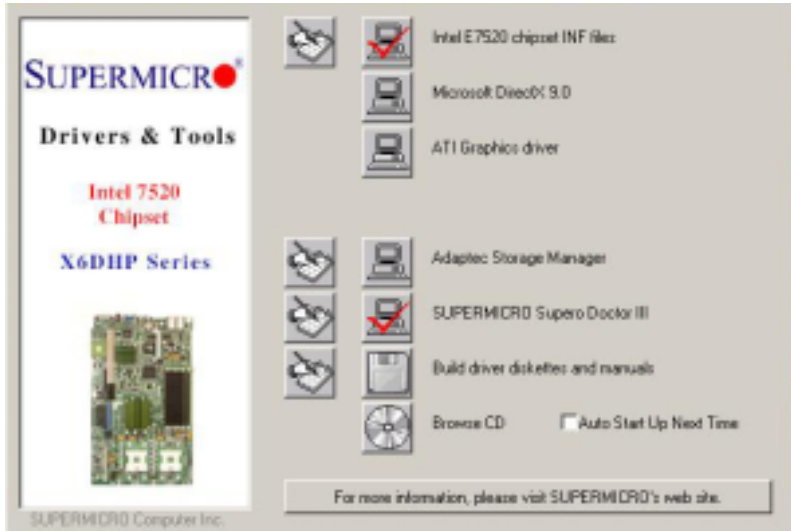 SUPERMICR®
Drivers & Tools
Intel 7520
Chipset
X6DHP Series
SUPERMICRO Computer Inc.
Intel E7520 chipset INF files
Microsoft DirectX 9.0
ATI Graphics driver
Adaptec Storage Manager
SUPERMICRO Supero Doctor III
Build driver diskettes and manuals
Browse CD
Auto Start Up Next Time
For more information, please visit SUPERMICRO's web site.